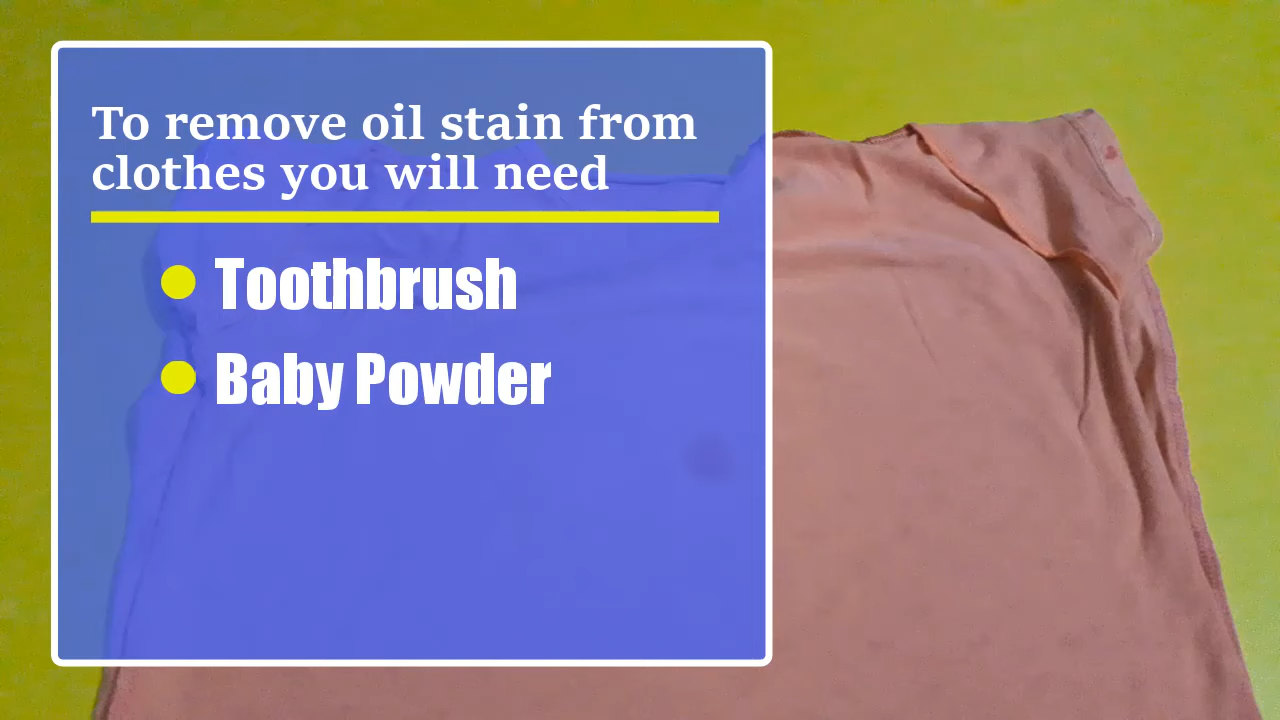 To remove oil stain from
clothes you will need
Toothbrush
Baby Powder